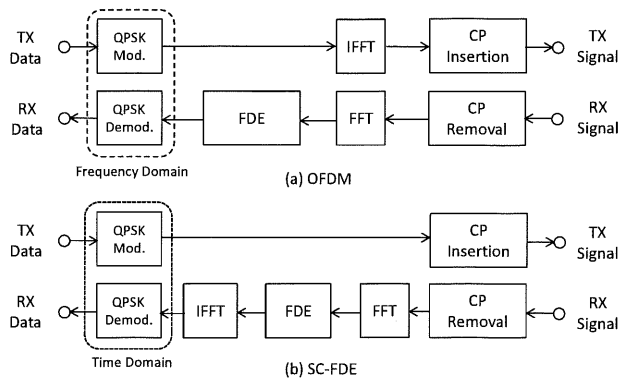 TX
Data
QPSK
Mod.
IFFT
CP
Insertion
TX
Signal
RX
Data
QPSK
Demod.
FDE
FFT
CP
Removal
RX
Signal
Frequency Domain
(a) OFDM
TX
Data
QPSK
Mod.
CP
Insertion
TX
Signal
RX
Data
QPSK
Demod.
IFFT
FDE
FFT
CP
Removal
RX
Signal
Time Domain
(b) SC-FDE